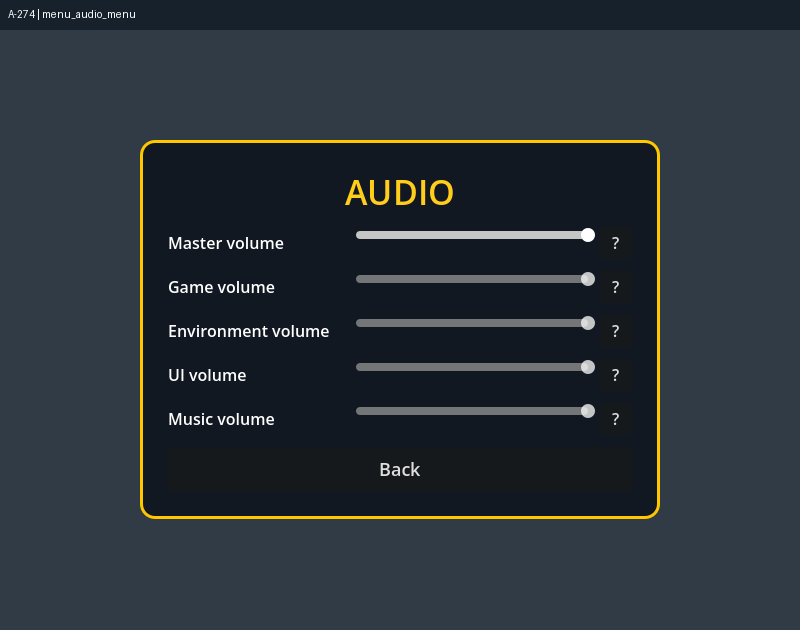 A-274 | menu_audio_menu
AUDIO
Master volume ?
Game volume ?
Environment volume ?
UI volume ?
Music volume ?
Back